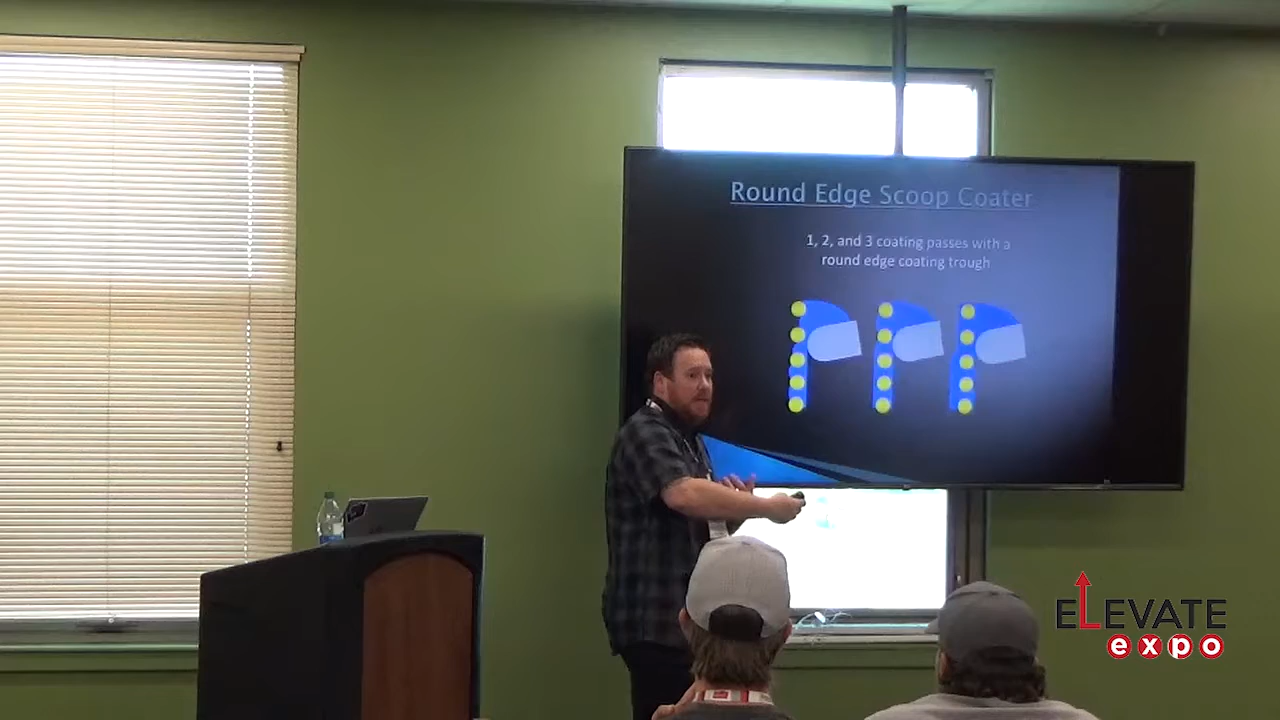 Round Edge Scoop Coater
1, 2, and 3 coating passes with a
round edge coating trough
ELEVATE
expo